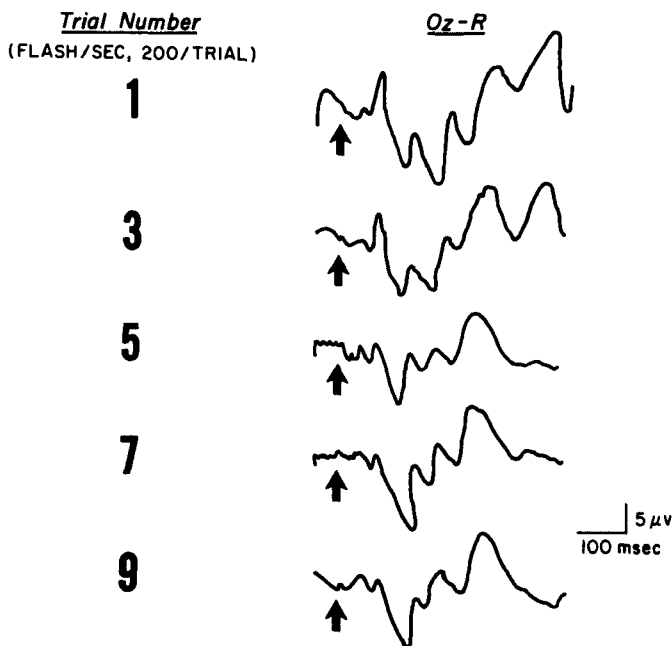 Trial Number
Oz-R
(FLASH/SEC, 200/TRIAL)
1
3
5
7
5 μv
100 msec
9